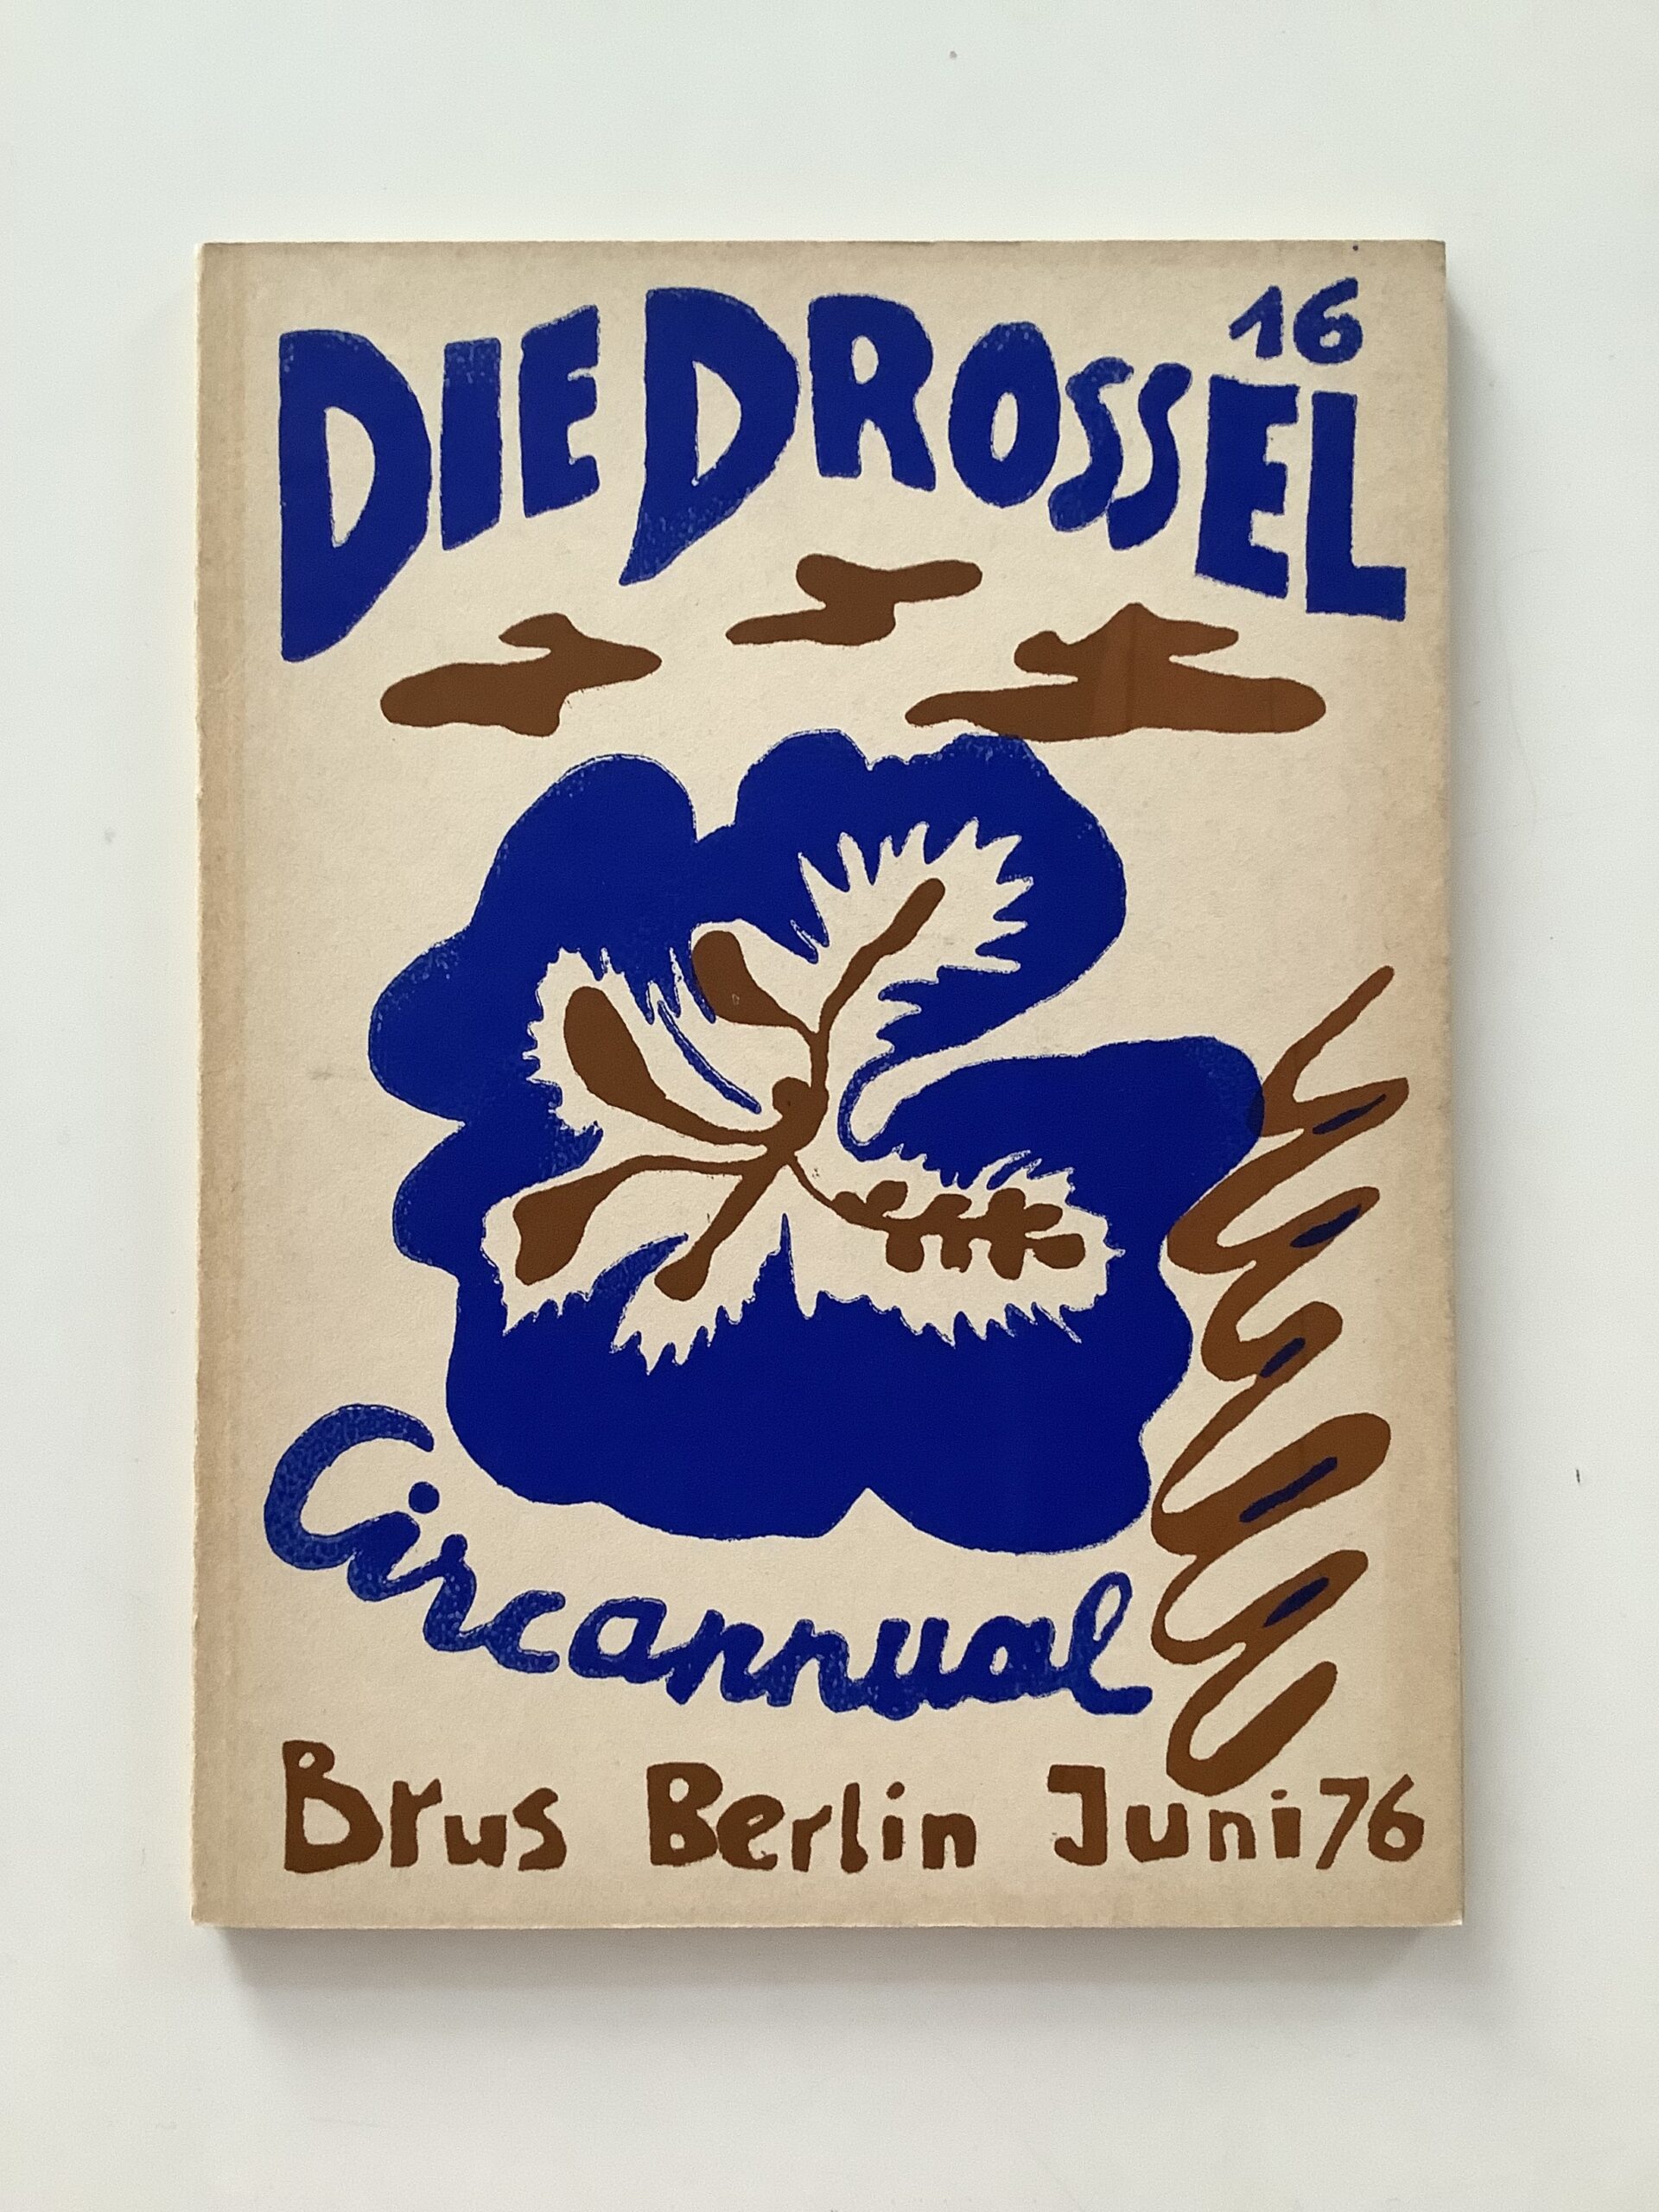 16
DIE DROSSEL
Circannual
Brus Berlin Juni 76